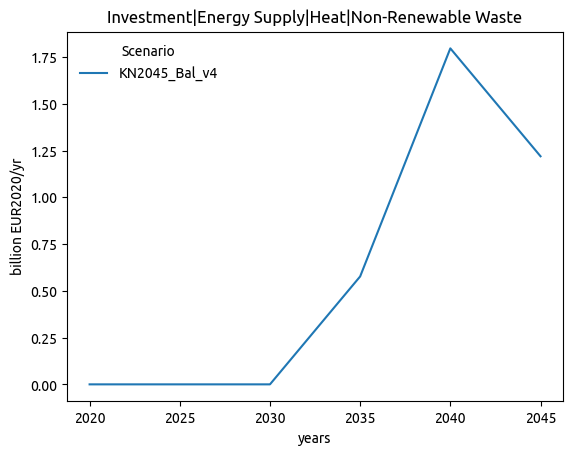 Investment|Energy Supply|Heat|Non-Renewable Waste
Scenario
KN2045_Bal_v4
billion EUR2020/yr
1.75
1.50
1.25
1.00
0.75
0.50
0.25
0.00
2020 2025 2030 2035 2040 2045
years